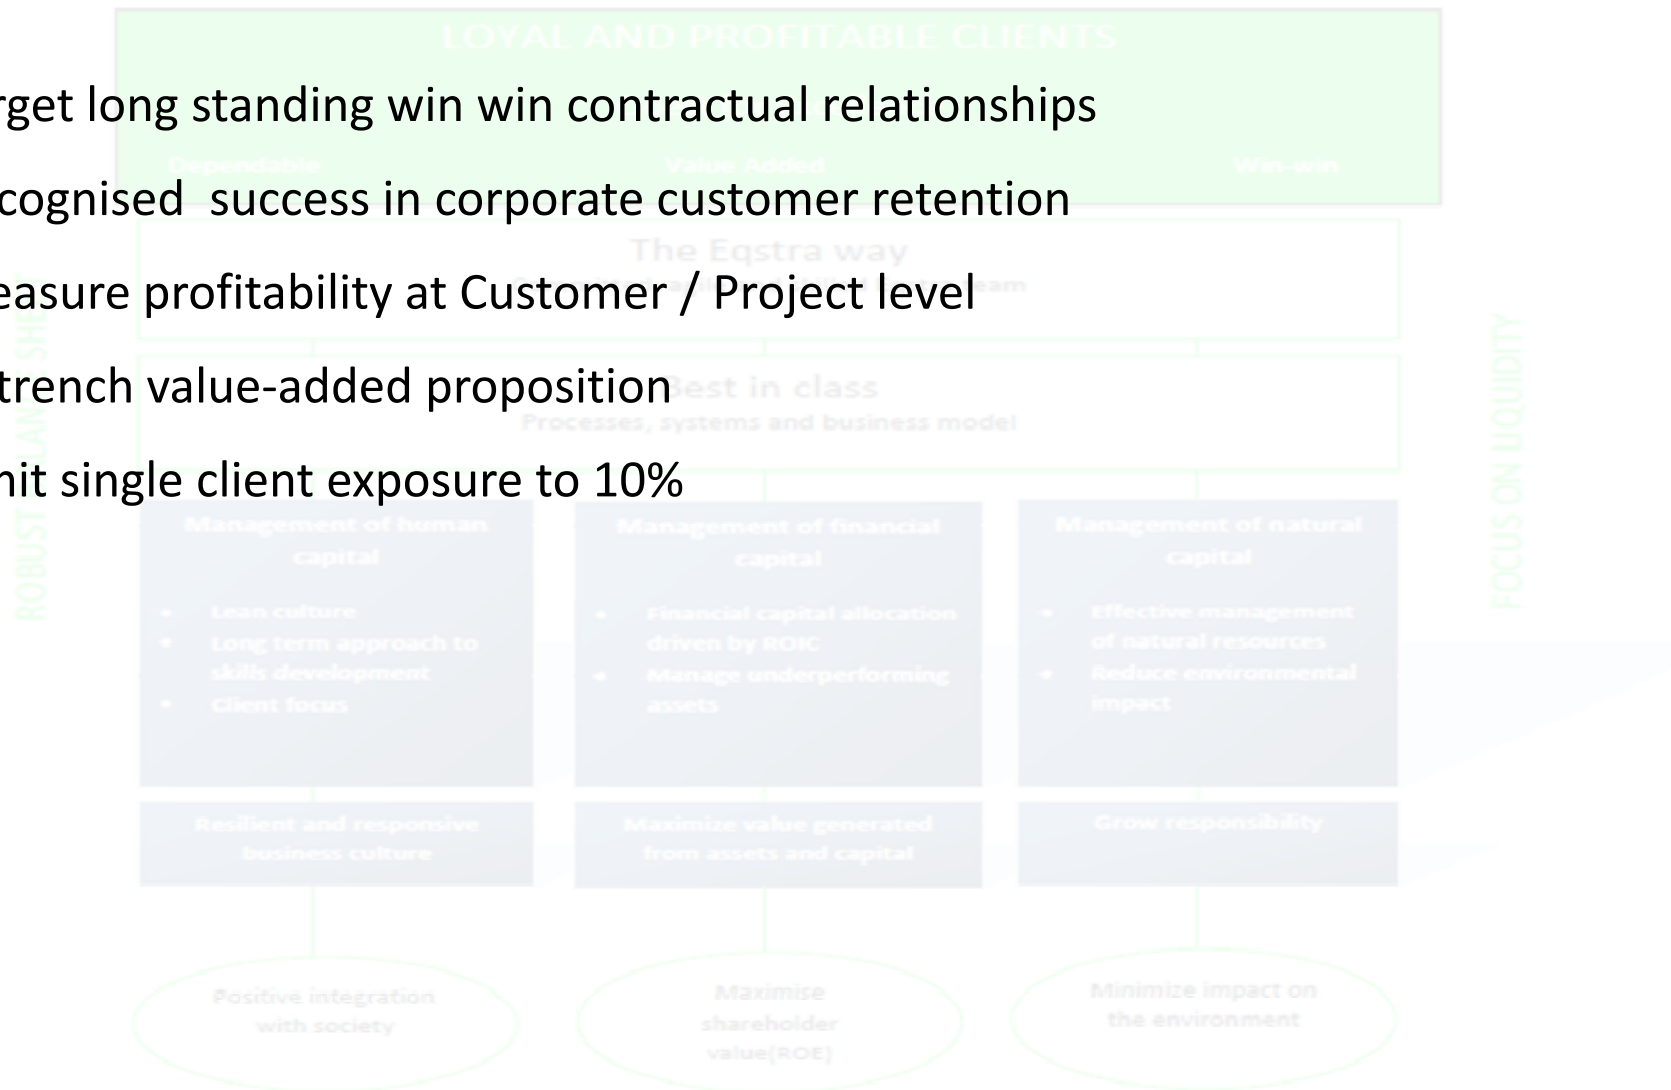 LOYAL AND PROFITABLE CLIENTS
rget long standing win win contractual relationships
Dependable Value Added Win-win
cognised success in corporate customer retention
The Eqstra way
team
easure profitability at Customer / Project level
trench value-added proposition
Best in class
Processes, systems and business model
nit single client exposure to 10%
ROBUST
FOCUS ON LIQUIDITY
Management of human
capital
• Lean culture
• Long term approach to
skills development
• Client focus
Management of financial
capital
• Financial capital allocation
driven by ROIC
• Manage underperforming
assets
Management of natural
capital
• Effective management
of natural resources
• Reduce environmental
impact
Resilient and responsive
business culture
Maximize value generated
from assets and capital
Grow responsibility
Positive integration
with society
Maximise
shareholder
value(ROE)
Minimize impact on
the environment